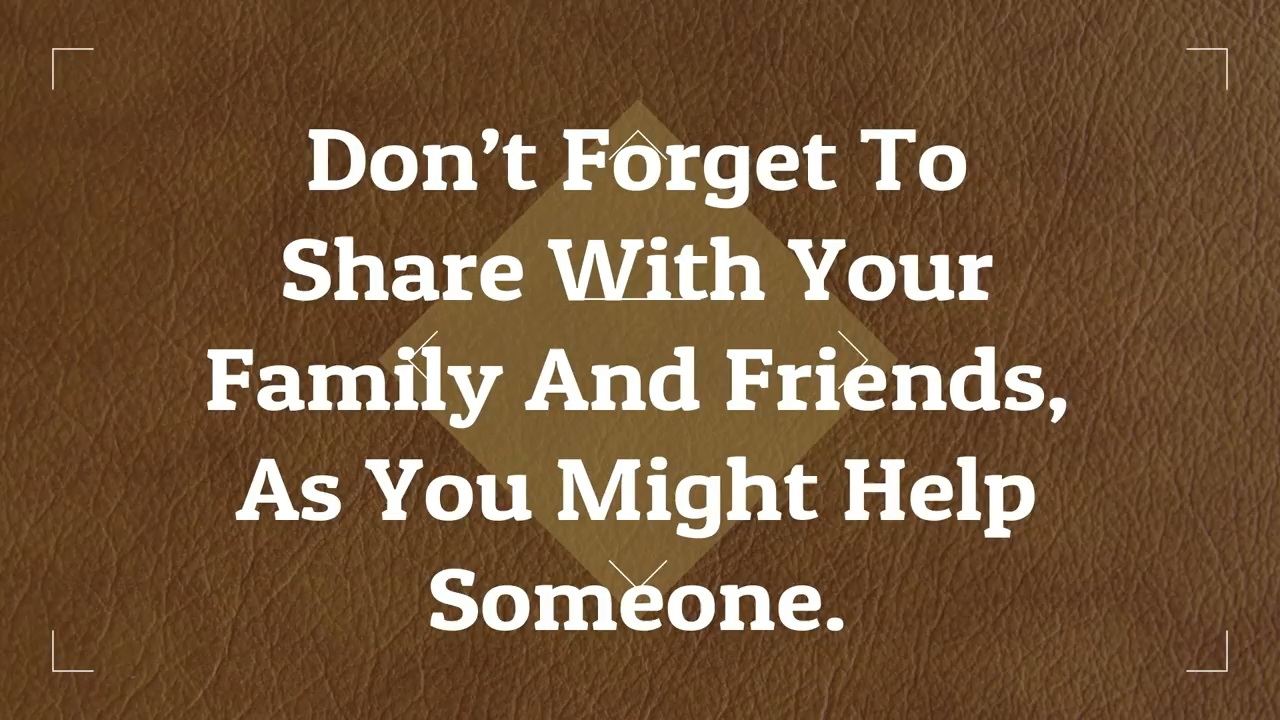 Don’t Forget To
Share With Your
Family And Friends,
As You Might Help
Someone.